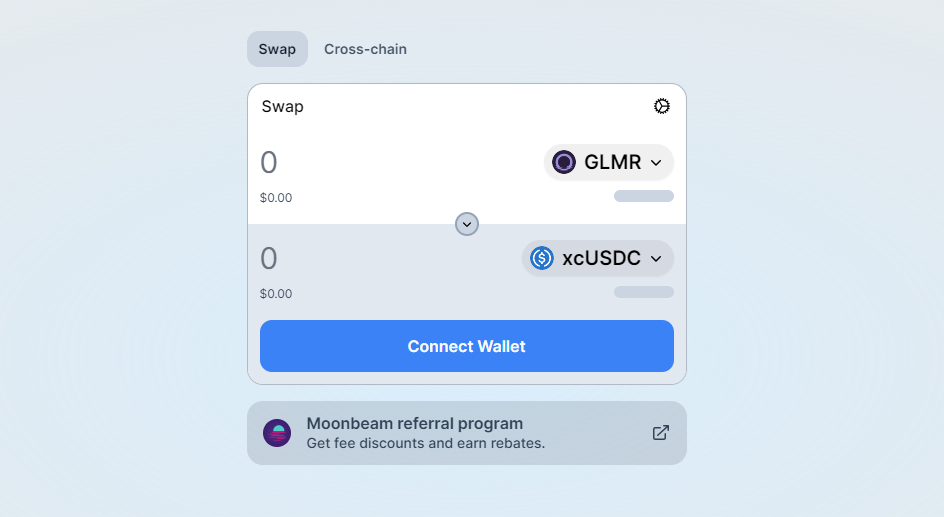 Swap Cross-chain
Swap
0 GLMR
$0.00
0 xcUSDC
$0.00
Connect Wallet
Moonbeam referral program
Get fee discounts and earn rebates.